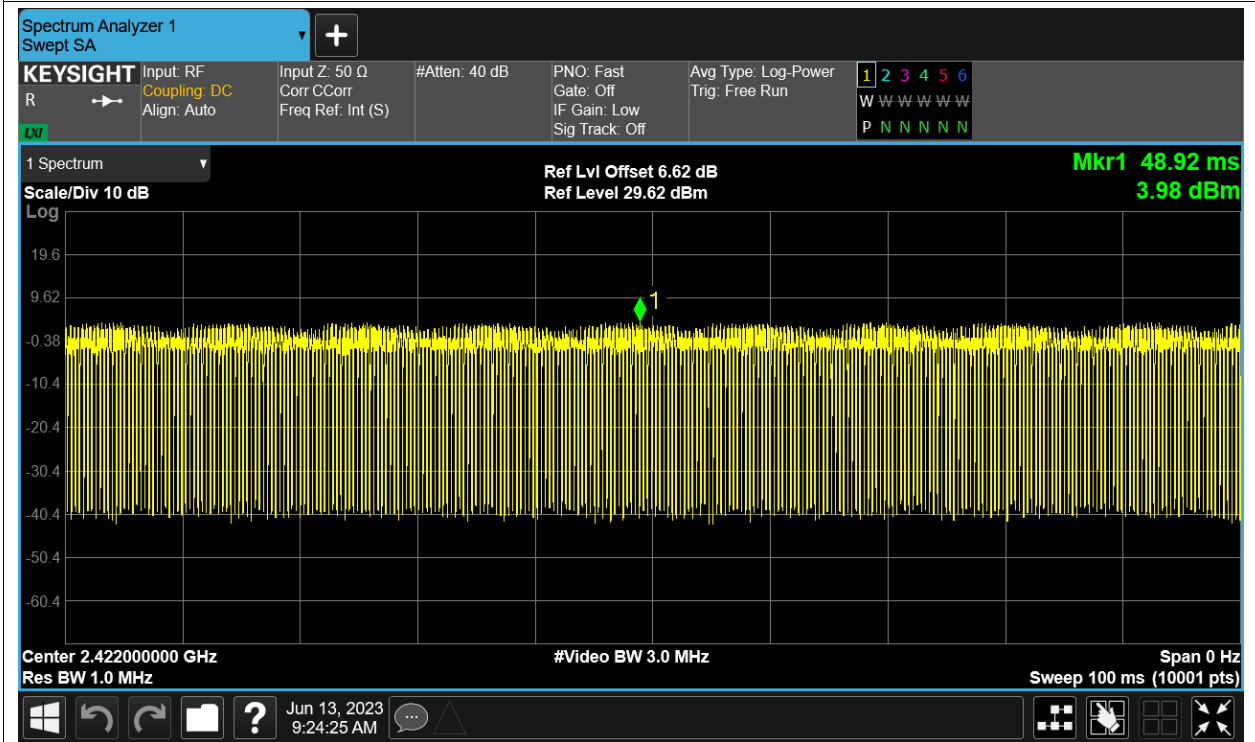 Spectrum Analyzer 1
Swept SA
+
KEYSIGHT
R
LXI
Input: RF
Coupling: DC
Align: Auto
Input Z: 50 Ω
Corr CCorr
Freq Ref: Int (S)
#Atten: 40 dB
PNO: Fast
Gate: Off
IF Gain: Low
Sig Track: Off
Avg Type: Log-Power
Trig: Free Run
1 2 3 4 5 6
W W W W W W
P N N N N N
1 Spectrum
Scale/Div 10 dB
Log
Ref Lvl Offset 6.62 dB
Ref Level 29.62 dBm
Mkr1 48.92 ms
3.98 dBm
19.6
9.62
-0.38
-10.4
-20.4
-30.4
-40.4
-50.4
-60.4
1
Center 2.422000000 GHz
Res BW 1.0 MHz
#Video BW 3.0 MHz
Span 0 Hz
Sweep 100 ms (10001 pts)
?
Jun 13, 2023
9:24:25 AM